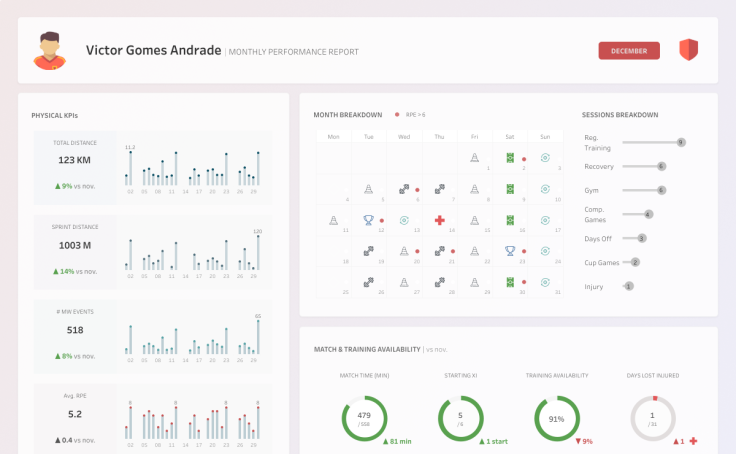 Victor Gomes Andrade | MONTHLY PERFORMANCE REPORT
DECEMBER
PHYSICAL KPIs
TOTAL DISTANCE
123 KM
▲ 9% vs nov.
11.2
02 05 08 11 14 17 20 23 26 29
SPRINT DISTANCE
1003 M
▲ 14% vs nov.
120
02 05 08 11 14 17 20 23 26 29
# MW EVENTS
518
▲ 8% vs nov.
65
02 05 08 11 14 17 20 23 26 29
Avg. RPE
5.2
▲ 0.4 vs nov.
8 8 8 8
02 05 08 11 14 17 20 23 26 29
MONTH BREAKDOWN
Mon Tue Wed Thu Fri Sat Sun
1 2 3
4 5 6 7 8 9 10
11 12 13 14 15 16 17
18 19 20 21 22 23 24
25 26 27 28 29 30 31
SESSIONS BREAKDOWN
Reg.
Training
9
Recovery
6
Gym
6
Comp.
Games
4
Days Off
3
Cup Games
2
Injury
1
MATCH & TRAINING AVAILABILITY | vs nov.
MATCH TIME (MIN)
479
/ 558
▲ 81 min
STARTING XI
5
/ 6
▲ 1 start
TRAINING AVAILABILITY
91%
▼ 9%
DAYS LOST INJURED
1
/ 31
▲ 1